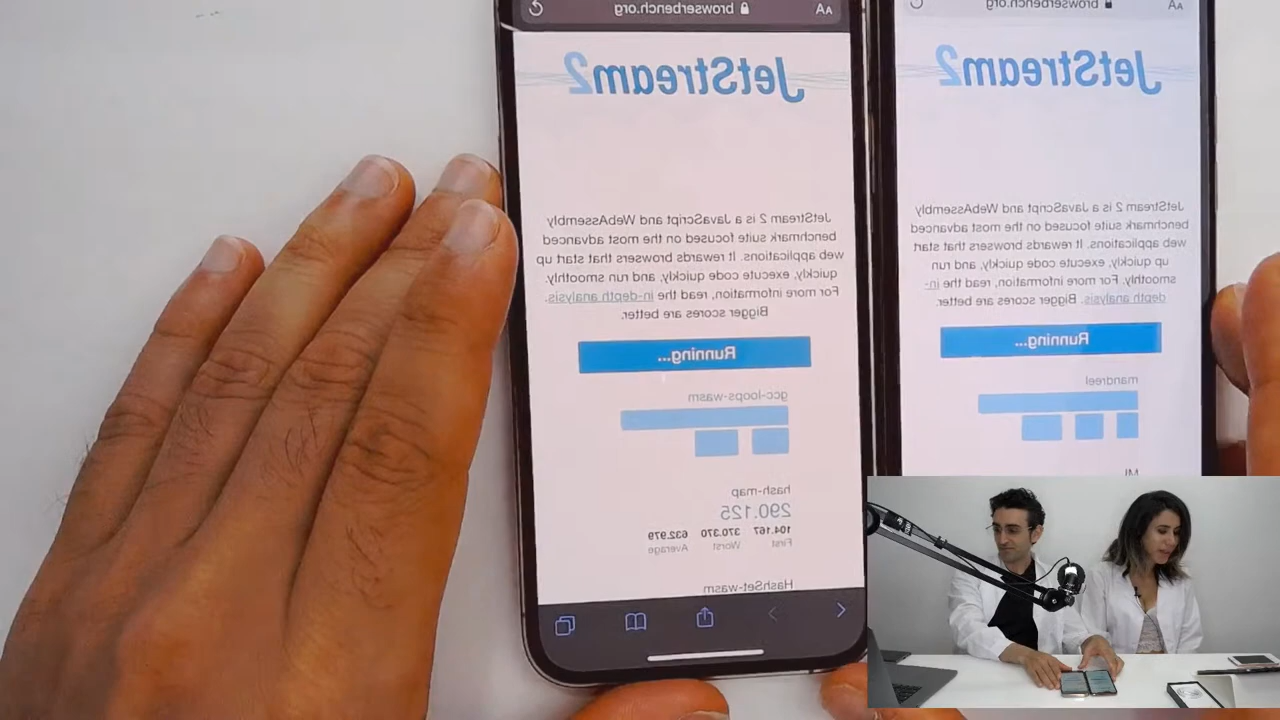 AA browserbench.org
JetStream2
JetStream 2 is a JavaScript and WebAssembly
benchmark suite focused on the most advanced
web applications. It rewards browsers that start up
quickly, execute code quickly, and run smoothly.
For more information, read the in-depth analysis.
Bigger scores are better.
Running...
gcc-loops-wasm
hash-map
290.125
104.167 370.370 632.979
First Worst Average
HashSet-wasm
AA browserbench.org
JetStream2
JetStream 2 is a JavaScript and WebAssembly
benchmark suite focused on the most advanced
web applications. It rewards browsers that start
up quickly, execute code quickly, and run
smoothly. For more information, read the in-
depth analysis. Bigger scores are better.
Running...
mandreel
ML